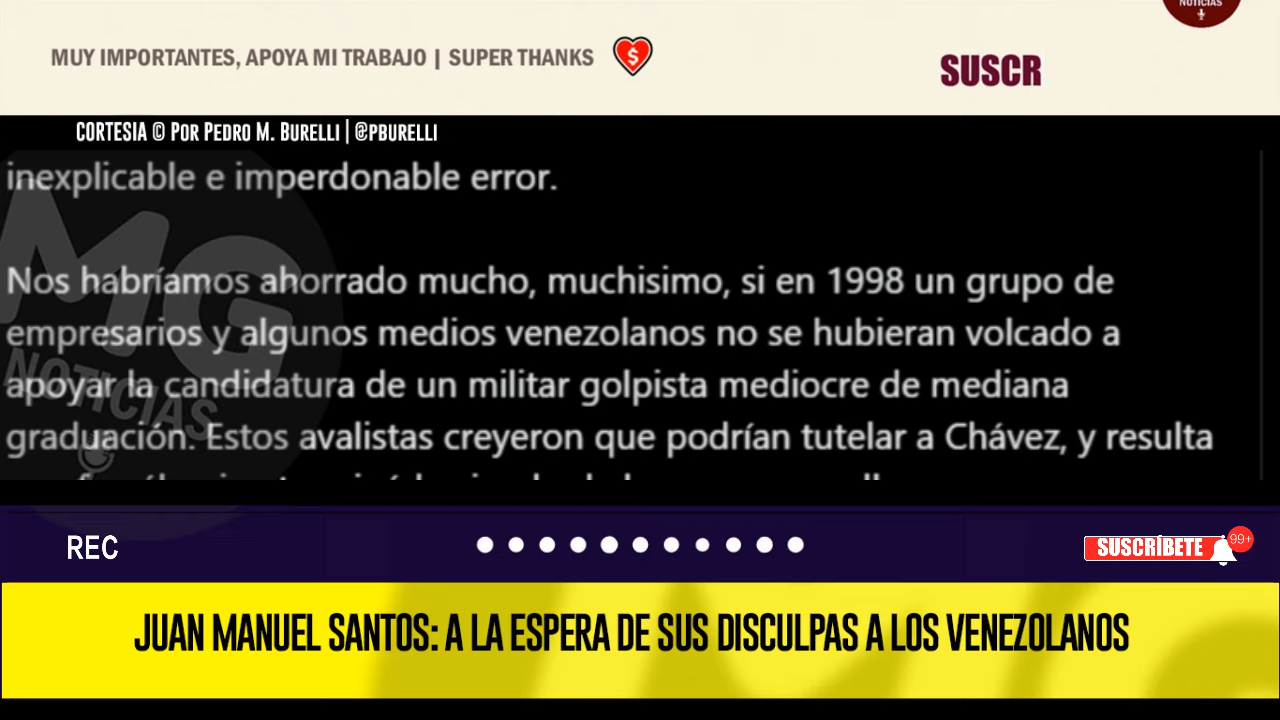 NOTICIAS
MUY IMPORTANTES, APOYA MI TRABAJO | SUPER THANKS
$
SUSCR
CORTESIA © POR PEDRO M. BURELLI | @PBURELLI
inexplicable e imperdonable error.
Nos habríamos ahorrado mucho, muchisimo, si en 1998 un grupo de
empresarios y algunos medios venezolanos no se hubieran volcado a
apoyar la candidatura de un militar golpista mediocre de mediana
graduación. Estos avalistas creyeron que podrían tutelar a Chávez, y resulta
MG
NOTICIAS
REC
SUSCRÍBETE
99+
JUAN MANUEL SANTOS: A LA ESPERA DE SUS DISCULPAS A LOS VENEZOLANOS